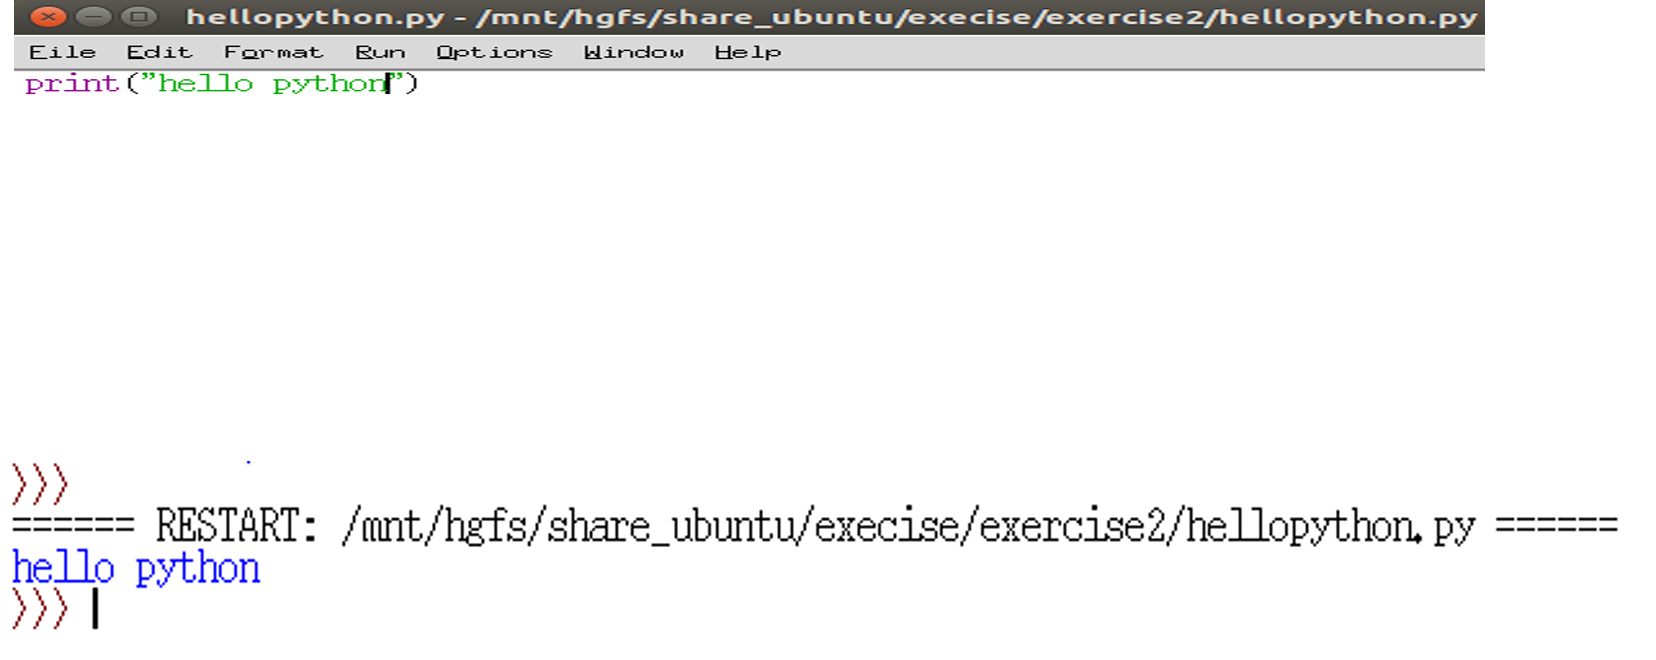 hellopython.py - /mnt/hgfs/share_ubuntu/execise/exercise2/hellopython.py
File Edit Format Run Options Window Help
print("hello python")
>>>
====== RESTART: /mnt/hgfs/share_ubuntu/execise/exercise2/hellopython.py ======
hello python
>>>